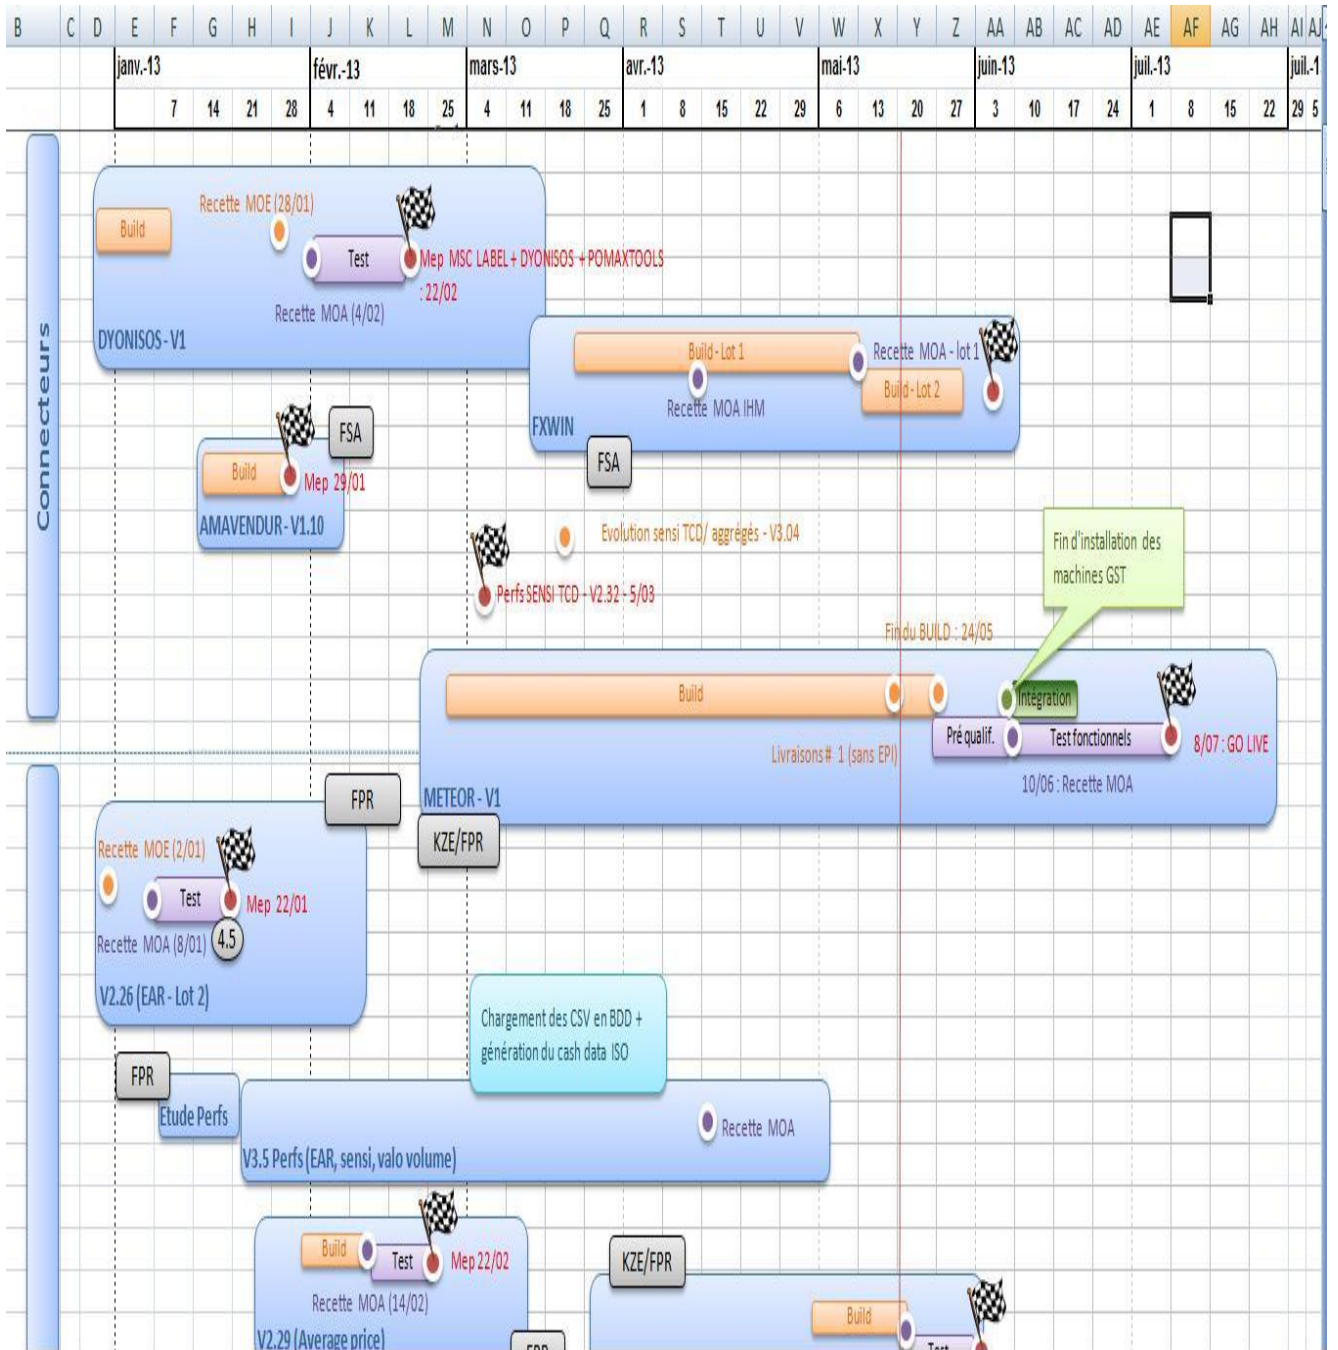 B C D E F G H I J K L M N O P Q R S T U V W X Y Z AA AB AC AD AE AF AG AH AI AJ
janv.-13 févr.-13 mars-13 avr.-13 mai-13 juin-13 juil.-13 juil.-1
7 14 21 28 4 11 18 25 4 11 18 25 1 8 15 22 29 6 13 20 27 3 10 17 24 1 8 15 22 29 5
Connecteurs
Recette MOE (28/01)
Build
Test
Mep MSC LABEL + DYONISOS + POMAXTOOLS
: 22/02
Recette MOA (4/02)
DYONISOS - V1
Build - Lot 1
Recette MOA - lot 1
Build - Lot 2
Recette MOA IHM
FXWIN
FSA
FSA
Build
Mep 29/01
AMAVENDUR - V1.10
Evolution sensi TCD/ aggrégés - V3.04
Perfs SENSI TCD - V2.32 - 5/03
Fin d'installation des
machines GST
Fin du BUILD : 24/05
Build
Intégration
Pré qualif.
Test fonctionnels
8/07 : GO LIVE
Livraisons # 1 (sans EPI)
10/06 : Recette MOA
METEOR - V1
KZE/FPR
FPR
Recette MOE (2/01)
Test
Mep 22/01
Recette MOA (8/01)
4.5
V2.26 (EAR - Lot 2)
Chargement des CSV en BDD +
génération du cash data ISO
FPR
Etude Perfs
Recette MOA
V3.5 Perfs (EAR, sensi, valo volume)
Build
Test
Mep 22/02
Recette MOA (14/02)
V2.29 (Average price)
FPR
KZE/FPR
Build
Test